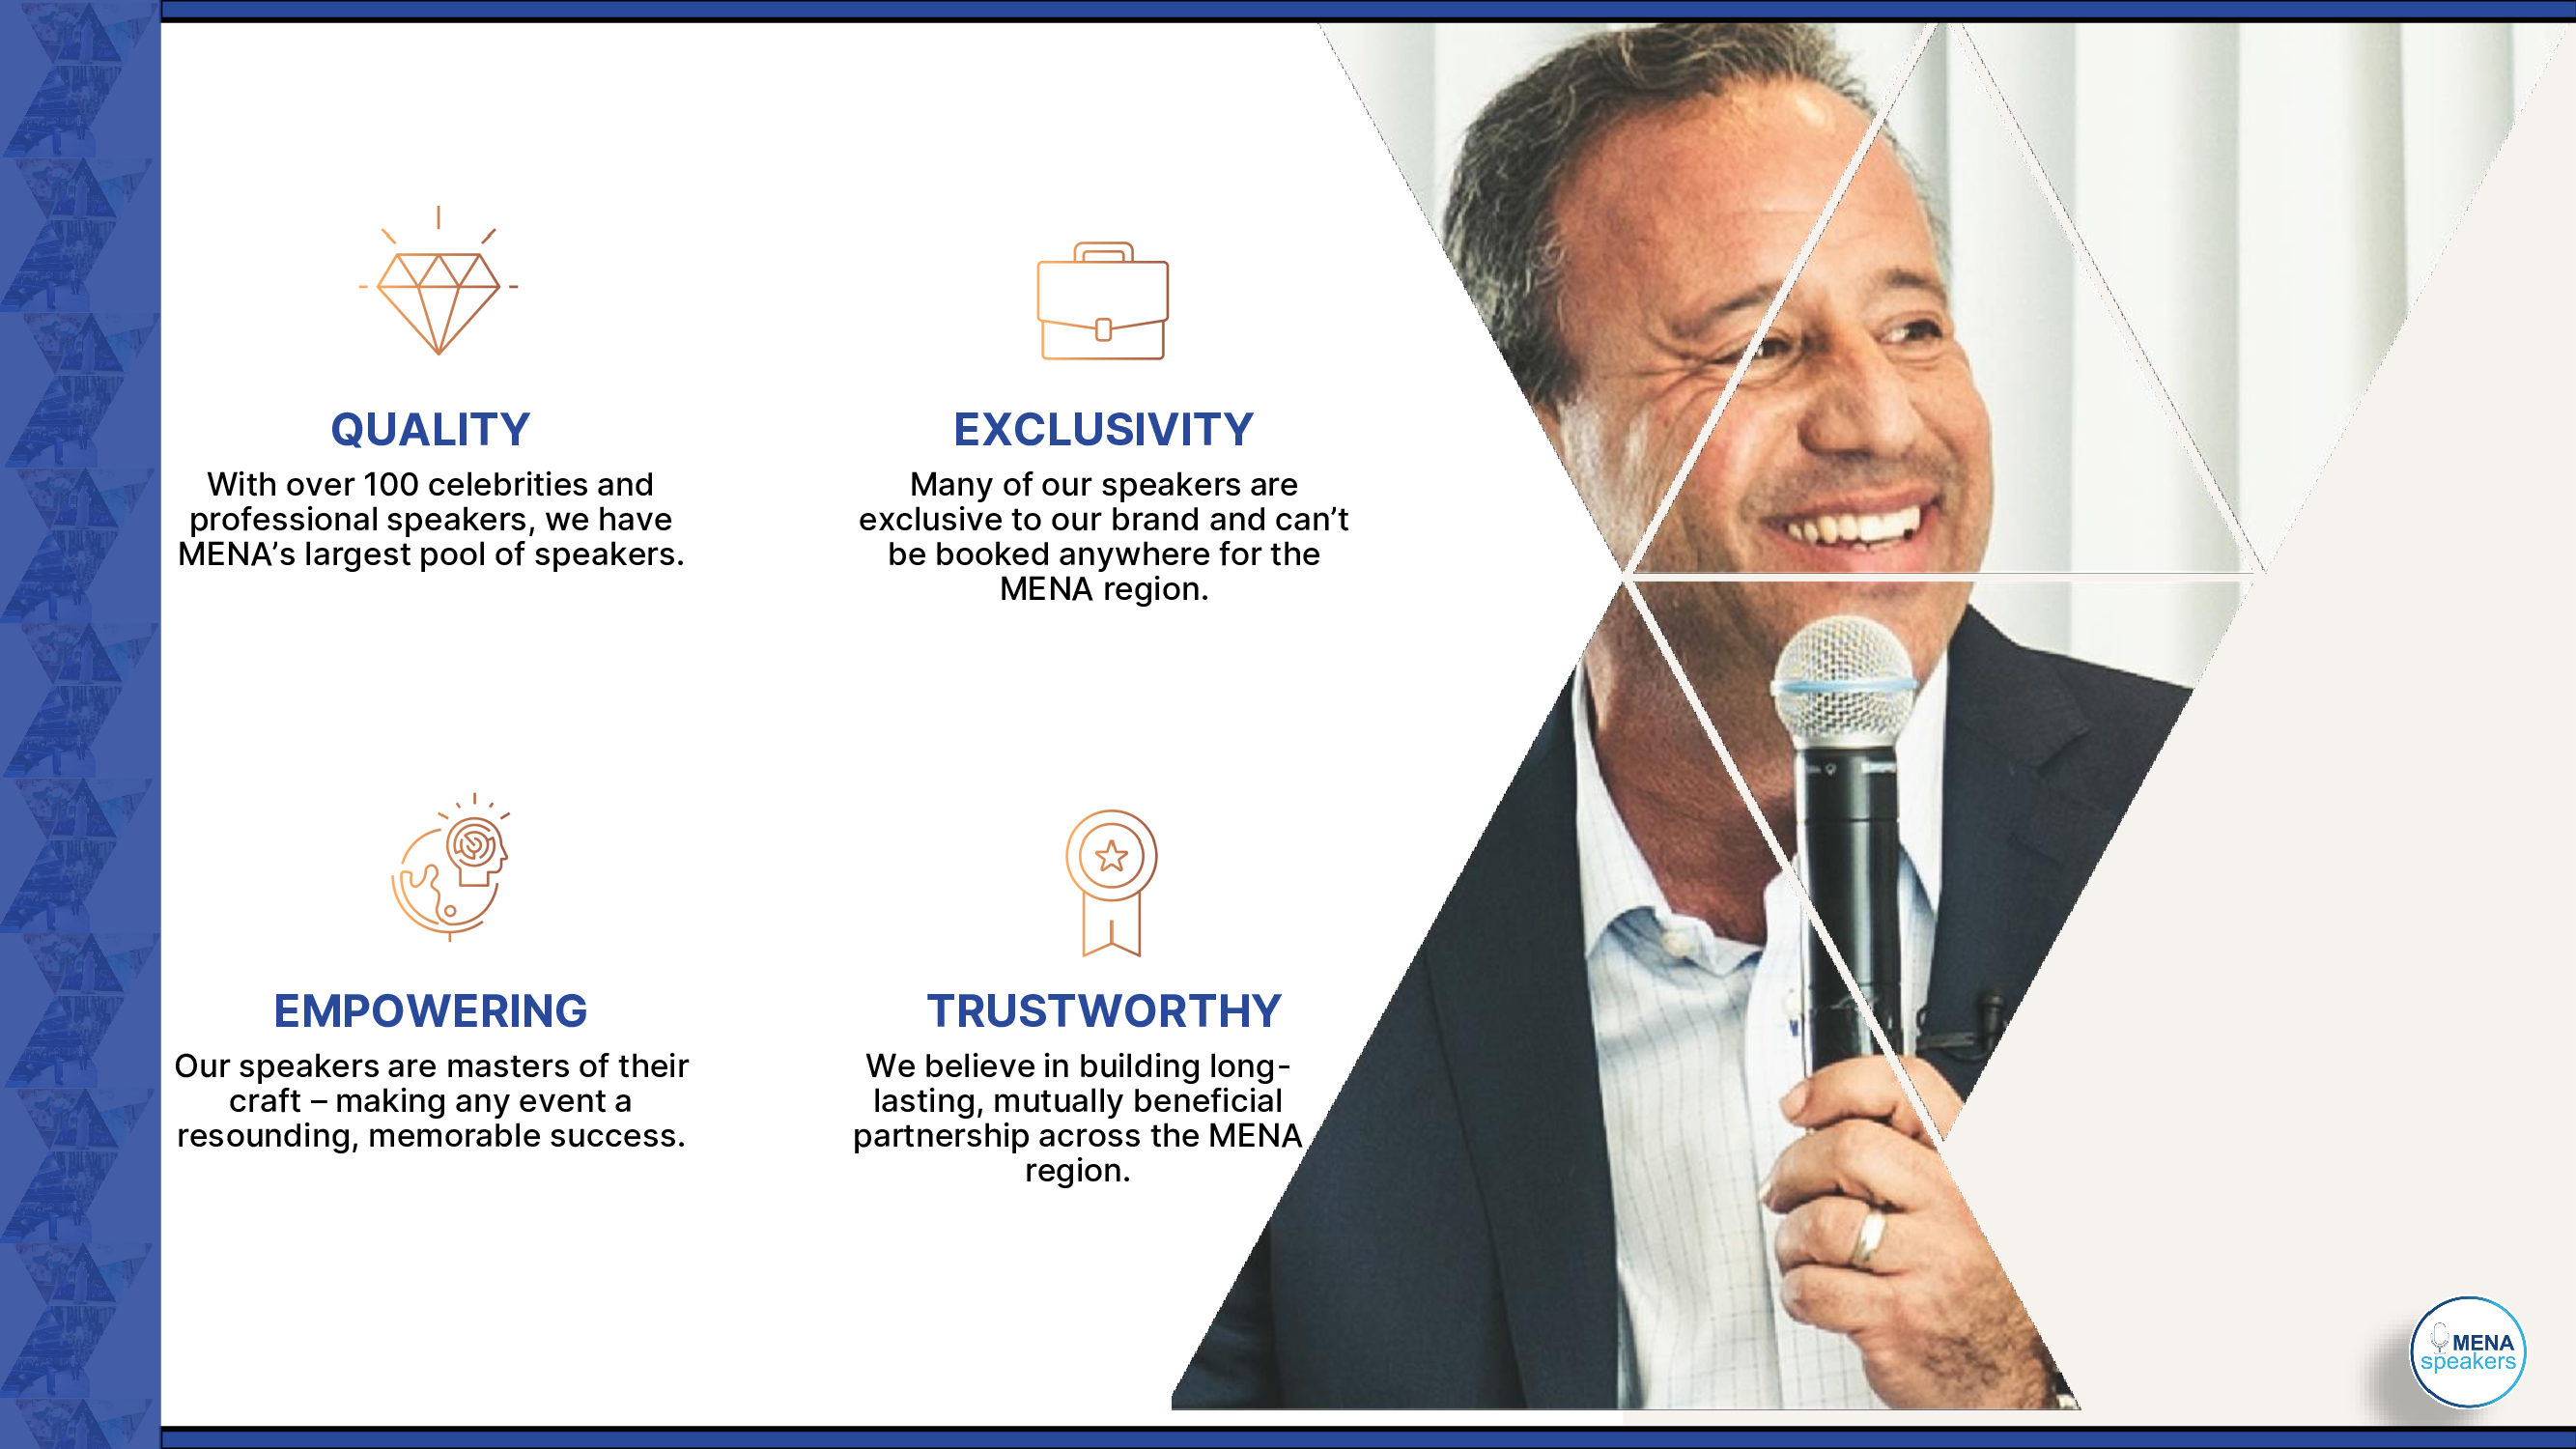 QUALITY
With over 100 celebrities and
professional speakers, we have
MENA’s largest pool of speakers.
EXCLUSIVITY
Many of our speakers are
exclusive to our brand and can’t
be booked anywhere for the
MENA region.
EMPOWERING
Our speakers are masters of their
craft – making any event a
resounding, memorable success.
TRUSTWORTHY
We believe in building long-
lasting, mutually beneficial
partnership across the MENA
region.
MENA
speakers